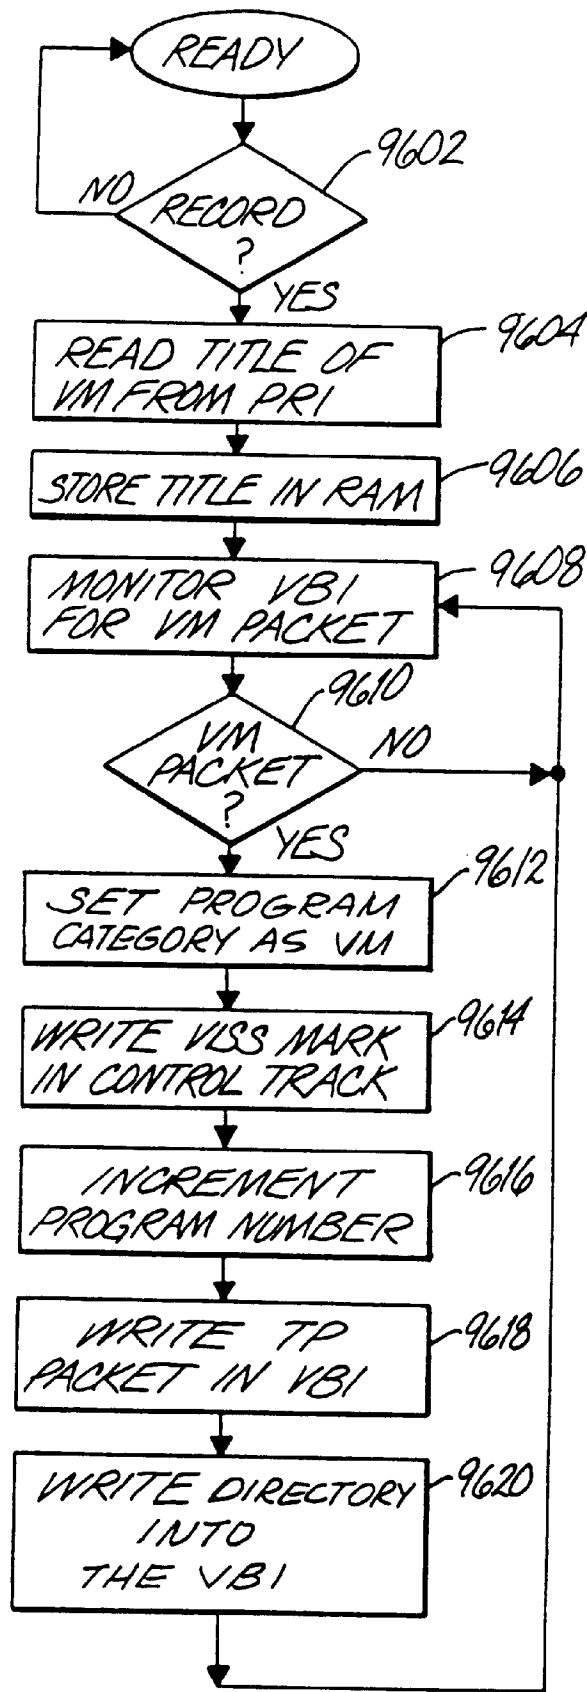 READY
9602
NO
RECORD
?
YES
9604
READ TITLE OF
VM FROM PRI
9606
STORE TITLE IN RAM
9608
MONITOR VBI
FOR VM PACKET
9610
VM
PACKET
?
NO
YES
9612
SET PROGRAM
CATEGORY AS VM
9614
WRITE VISS MARK
IN CONTROL TRACK
9616
INCREMENT
PROGRAM NUMBER
9618
WRITE TP
PACKET IN VBI
9620
WRITE DIRECTORY
INTO
THE VBI